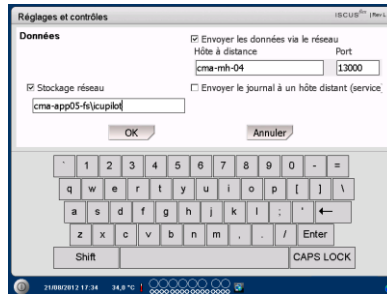 Réglages et contrôles
ISCUS
Données
Envoyer les données via le réseau
Hôte à distance Port
cma-mh-04 13000
Stockage réseau
Envoyer le journal à un hôte distant (service
cma-app05-fs\icupilot
OK Annuler
` 1 2 3 4 5 6 7 8 9 0 - =
q w e r t y u i o p [ ] \
a s d f g h j k l ; '
z x c v b n m , . / Enter
Shift CAPS LOCK
21/08/2012 17:34 34,8 °C